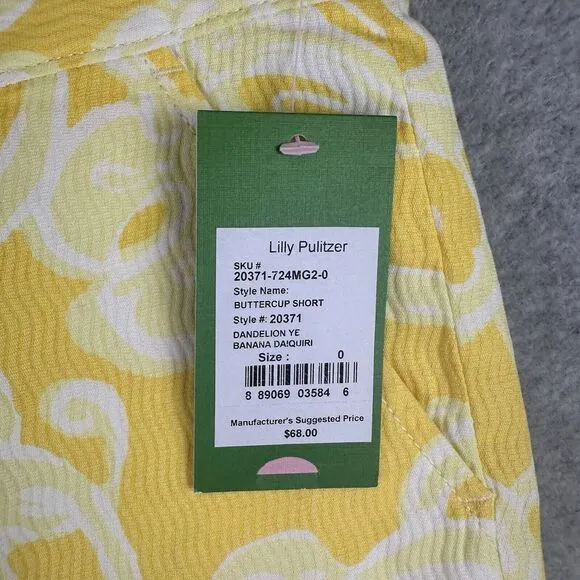 Lilly Pulitzer
SKU #
20371-724MG2-0
Style Name:
BUTTERCUP SHORT
Style #: 20371
DANDELION YE
BANANA DAIQUIRI
Size : 0
8 89069 03584 6
Manufacturer's Suggested Price
$68.00